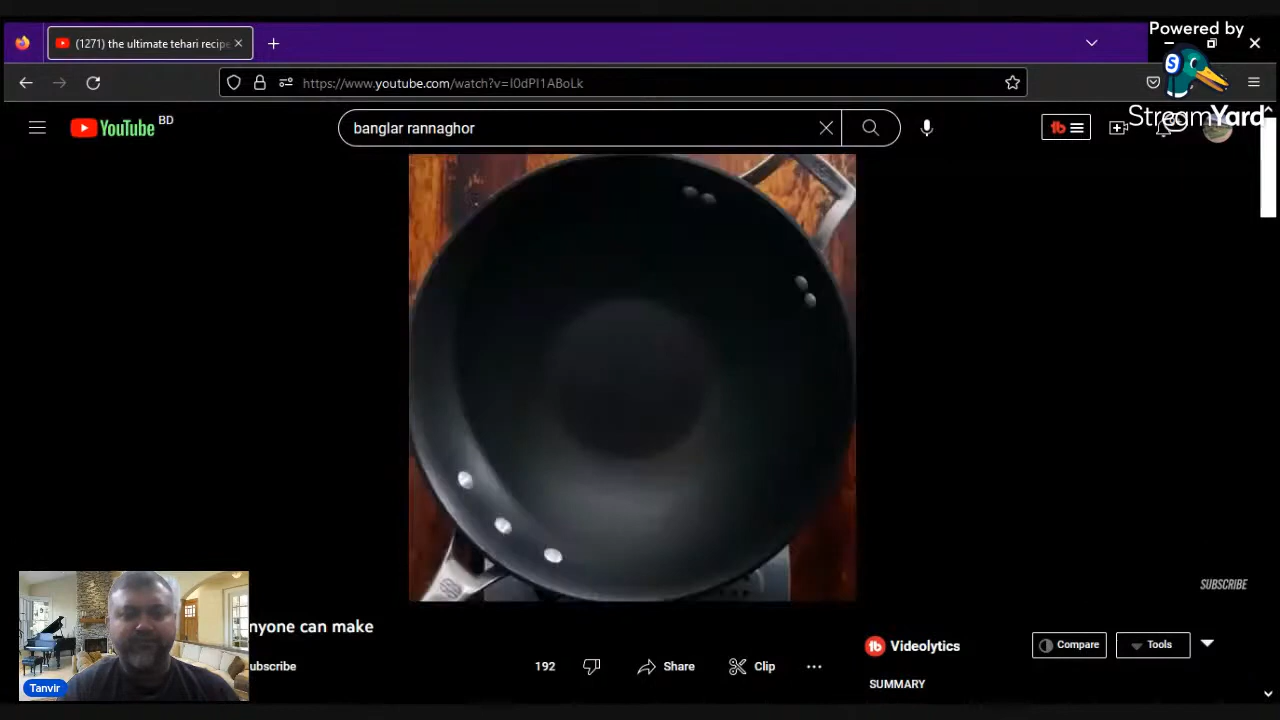 Powered by
StreamYard
(1271) the ultimate tehari recipe
https://www.youtube.com/watch?v=I0dPI1ABoLk
YouTube BD
banglar rannaghor
SUBSCRIBE
nyone can make
ubscribe
192
Share
Clip
Videolytics
Compare
Tools
SUMMARY
Tanvir